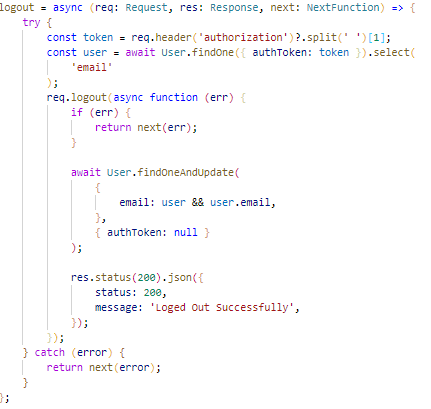 logout = async (req: Request, res: Response, next: NextFunction) => {
try {
const token = req.header('authorization')?.split(' ')[1];
const user = await User.findOne({ authToken: token }).select(
'email'
);
req.logout(async function (err) {
if (err) {
return next(err);
}
await User.findOneAndUpdate(
{
email: user && user.email,
},
{ authToken: null }
);
res.status(200).json({
status: 200,
message: 'Loged Out Successfully',
});
});
} catch (error) {
return next(error);
}
};